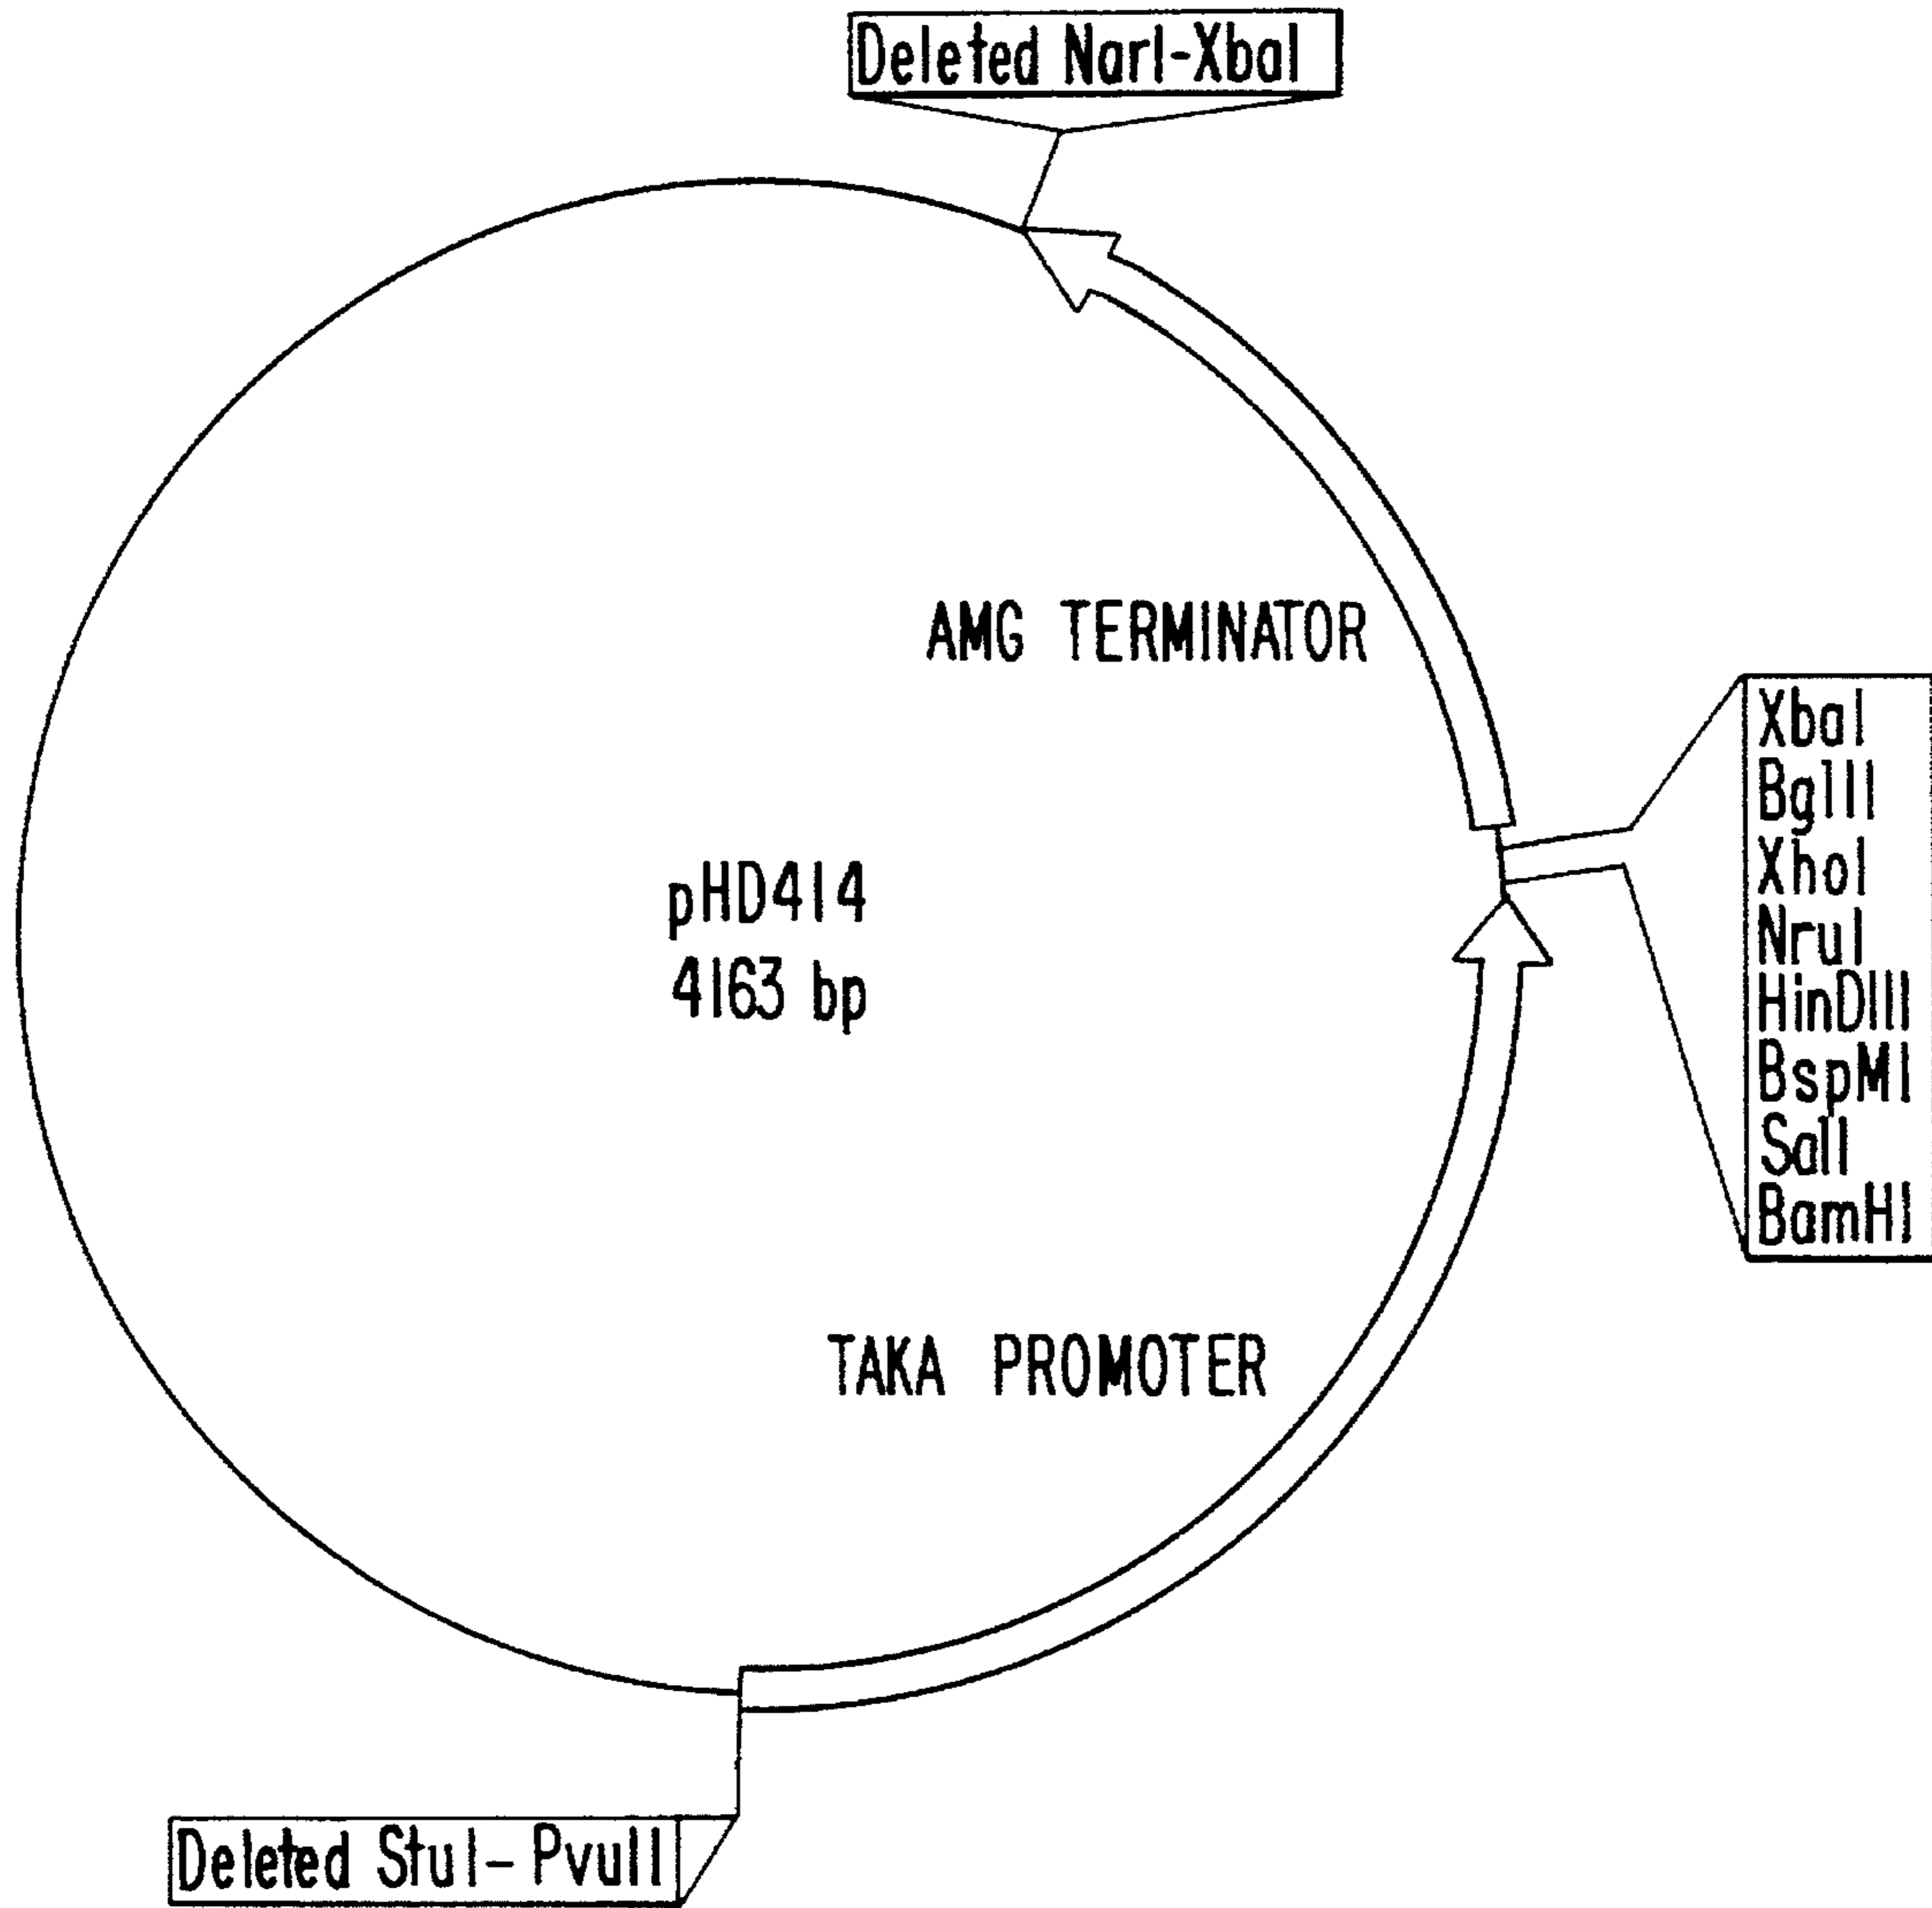 Deleted NarI-XbaI
AMG TERMINATOR
XbaI
BglII
XhoI
NruI
HinDIII
BspMI
SalI
BamHI
pHD414
4163 bp
TAKA PROMOTER
Deleted StuI- PvuII